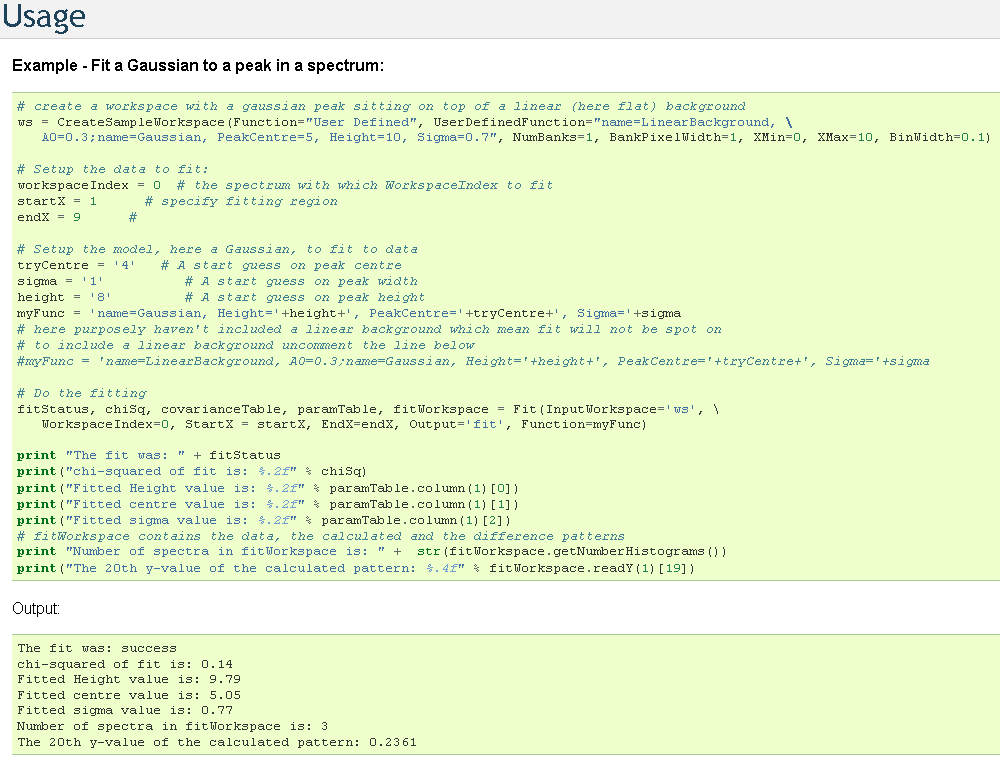 Usage
Example - Fit a Gaussian to a peak in a spectrum:
# create a workspace with a gaussian peak sitting on top of a linear (here flat) background
ws = CreateSampleWorkspace(Function="User Defined", UserDefinedFunction="name=LinearBackground, \
   A0=0.3;name=Gaussian, PeakCentre=5, Height=10, Sigma=0.7", NumBanks=1, BankPixelWidth=1, XMin=0, XMax=10, BinWidth=0.1)
# Setup the data to fit:
workspaceIndex = 0  # the spectrum with which WorkspaceIndex to fit
startX = 1      # specify fitting region
endX = 9      #
# Setup the model, here a Gaussian, to fit to data
tryCentre = '4'   # A start guess on peak centre
sigma = '1'          # A start guess on peak width
height = '8'         # A start guess on peak height
myFunc = 'name=Gaussian, Height='+height+', PeakCentre='+tryCentre+', Sigma='+sigma
# here purposely haven't included a linear background which mean fit will not be spot on
# to include a linear background uncomment the line below
#myFunc = 'name=LinearBackground, A0=0.3;name=Gaussian, Height='+height+', PeakCentre='+tryCentre+', Sigma='+sigma
# Do the fitting
fitStatus, chiSq, covarianceTable, paramTable, fitWorkspace = Fit(InputWorkspace='ws', \
   WorkspaceIndex=0, StartX = startX, EndX=endX, Output='fit', Function=myFunc)
print "The fit was: " + fitStatus
print("chi-squared of fit is: %.2f" % chiSq)
print("Fitted Height value is: %.2f" % paramTable.column(1)[0])
print("Fitted centre value is: %.2f" % paramTable.column(1)[1])
print("Fitted sigma value is: %.2f" % paramTable.column(1)[2])
# fitWorkspace contains the data, the calculated and the difference patterns
print "Number of spectra in fitWorkspace is: " +  str(fitWorkspace.getNumberHistograms())
print("The 20th y-value of the calculated pattern: %.4f" % fitWorkspace.readY(1)[19])
Output:
The fit was: success
chi-squared of fit is: 0.14
Fitted Height value is: 9.79
Fitted centre value is: 5.05
Fitted sigma value is: 0.77
Number of spectra in fitWorkspace is: 3
The 20th y-value of the calculated pattern: 0.2361